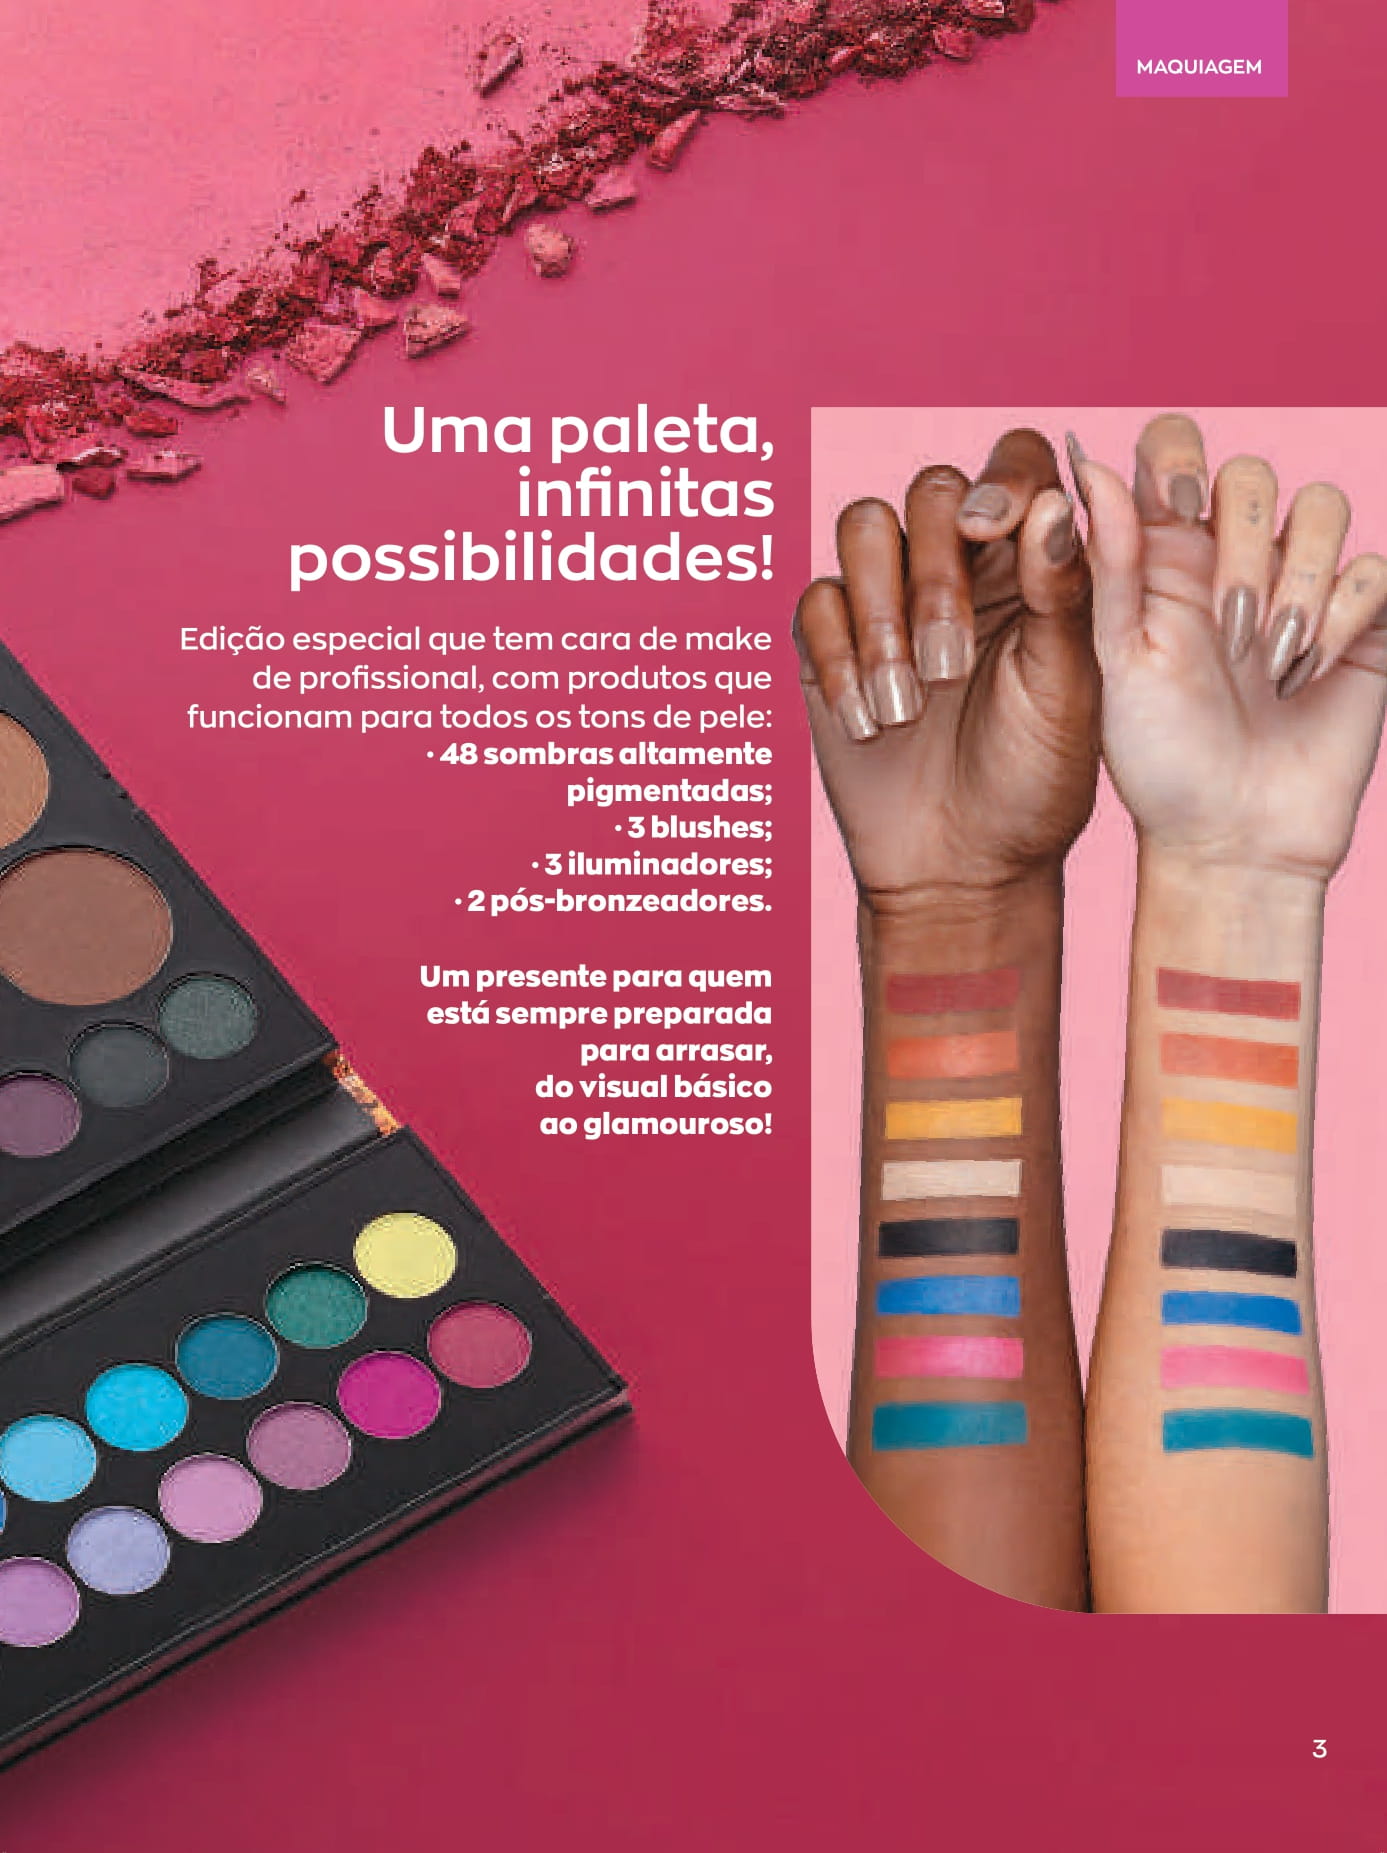 MAQUIAGEM
Uma paleta,
infinitas
possibilidades!
Edição especial que tem cara de make
de profissional, com produtos que
funcionam para todos os tons de pele:
· 48 sombras altamente
pigmentadas;
· 3 blushes;
· 3 iluminadores;
· 2 pós-bronzeadores.
Um presente para quem
está sempre preparada
para arrasar,
do visual básico
ao glamouroso!
3